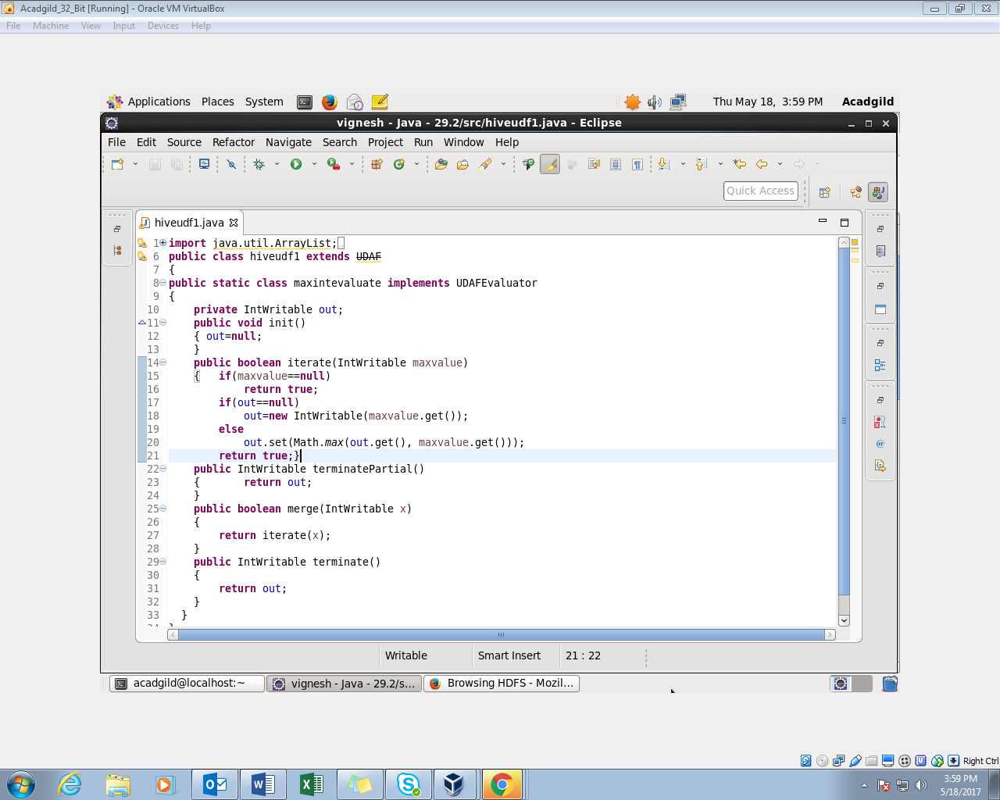 Acadgild_32_Bit [Running] - Oracle VM VirtualBox
File Machine View Input Devices Help
Applications Places System Thu May 18, 3:59 PM Acadgild
vignesh - Java - 29.2/src/hiveudf1.java - Eclipse
File Edit Source Refactor Navigate Search Project Run Window Help
Quick Access
hiveudf1.java
1 import java.util.ArrayList;
6 public class hiveudf1 extends UDAF
7 {
8 public static class maxintevaluate implements UDAFEvaluator
9 {
10 private IntWritable out;
11 public void init()
12 { out=null;
13 }
14 public boolean iterate(IntWritable maxvalue)
15 { if(maxvalue==null)
16 return true;
17 if(out==null)
18 out=new IntWritable(maxvalue.get());
19 else
20 out.set(Math.max(out.get(), maxvalue.get()));
21 return true;}
22 public IntWritable terminatePartial()
23 { return out;
24 }
25 public boolean merge(IntWritable x)
26 {
27 return iterate(x);
28 }
29 public IntWritable terminate()
30 {
31 return out;
32 }
33 }
34 }
Writable Smart Insert 21 : 22
acadgild@localhost:~ vignesh - Java - 29.2/s... Browsing HDFS - Mozil...
Right Ctrl
3:59 PM
5/18/2017